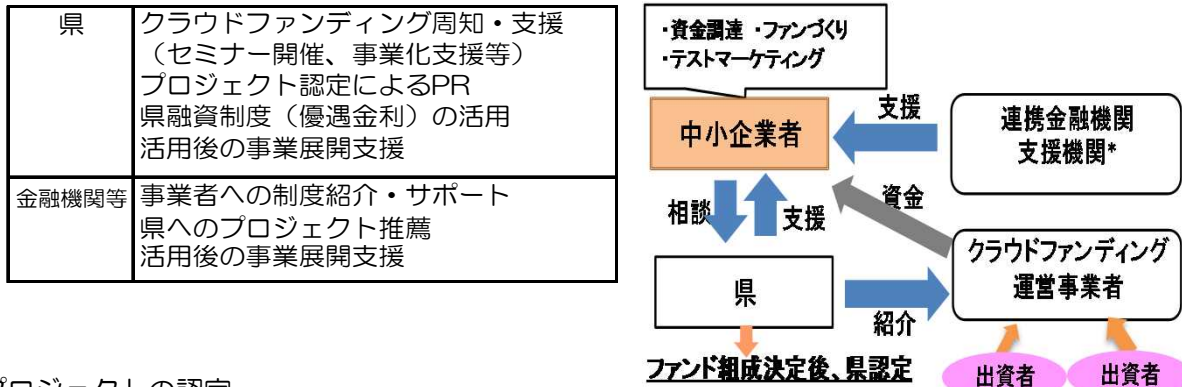 県
クラウドファンディング周知・支援
(セミナー開催、事業化支援等)
プロジェクト認定によるPR
県融資制度(優遇金利)の活用
活用後の事業展開支援
金融機関等
事業者への制度紹介・サポート
県へのプロジェクト推薦
活用後の事業展開支援
・資金調達 ・ファンづくり
・テストマーケティング
中小企業者
支援
連携金融機関
支援機関*
資金
相談
支援
クラウドファンディング
運営事業者
県
紹介
ファンド組成決定後、県認定
出資者
出資者
プロジェクトの認定